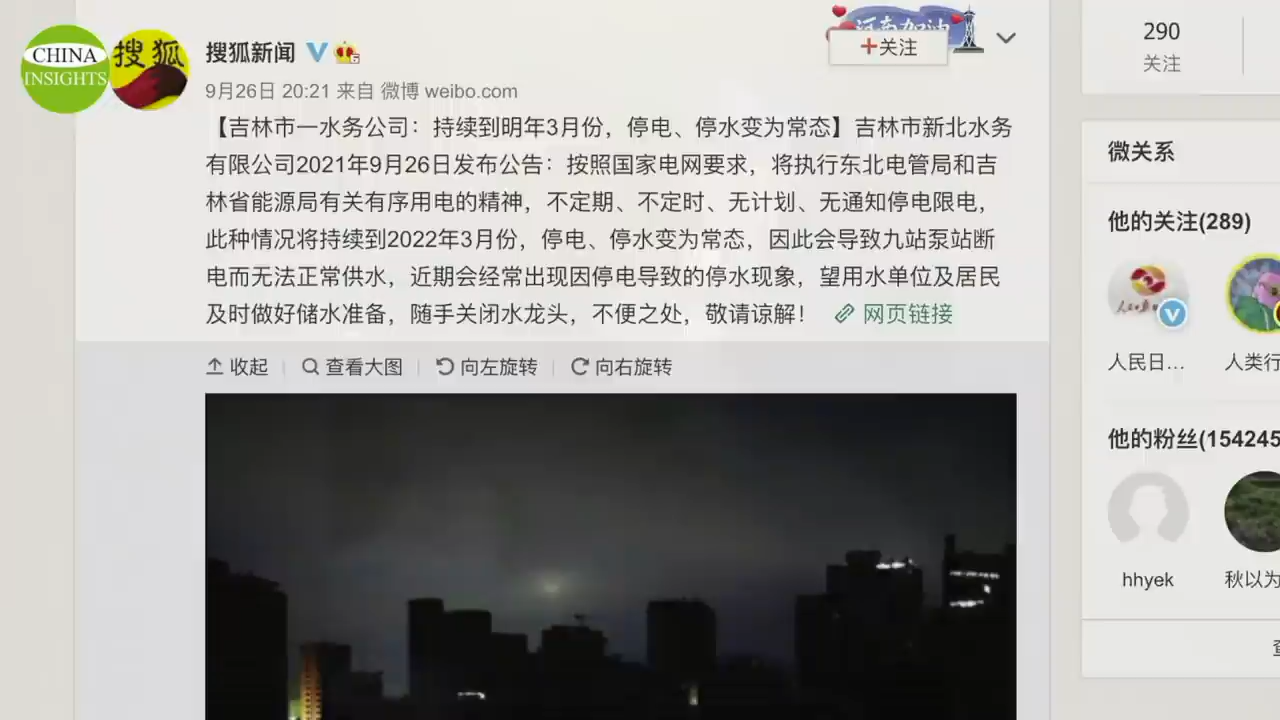 CHINA
INSIGHTS
搜狐
搜狐新闻
9月26日 20:21 来自 微博 weibo.com
河南加油
+关注
【吉林市一水务公司：持续到明年3月份，停电、停水变为常态】吉林市新北水务
有限公司2021年9月26日发布公告：按照国家电网要求，将执行东北电管局和吉
林省能源局有关有序用电的精神，不定期、不定时、无计划、无通知停电限电，
此种情况将持续到2022年3月份，停电、停水变为常态，因此会导致九站泵站断
电而无法正常供水，近期会经常出现因停电导致的停水现象，望用水单位及居民
及时做好储水准备，随手关闭水龙头，不便之处，敬请谅解！ 网页链接
收起 查看大图 向左旋转 向右旋转
290
关注
微关系
他的关注(289)
人民日… 人类行
他的粉丝(154245
hhyek 秋以为